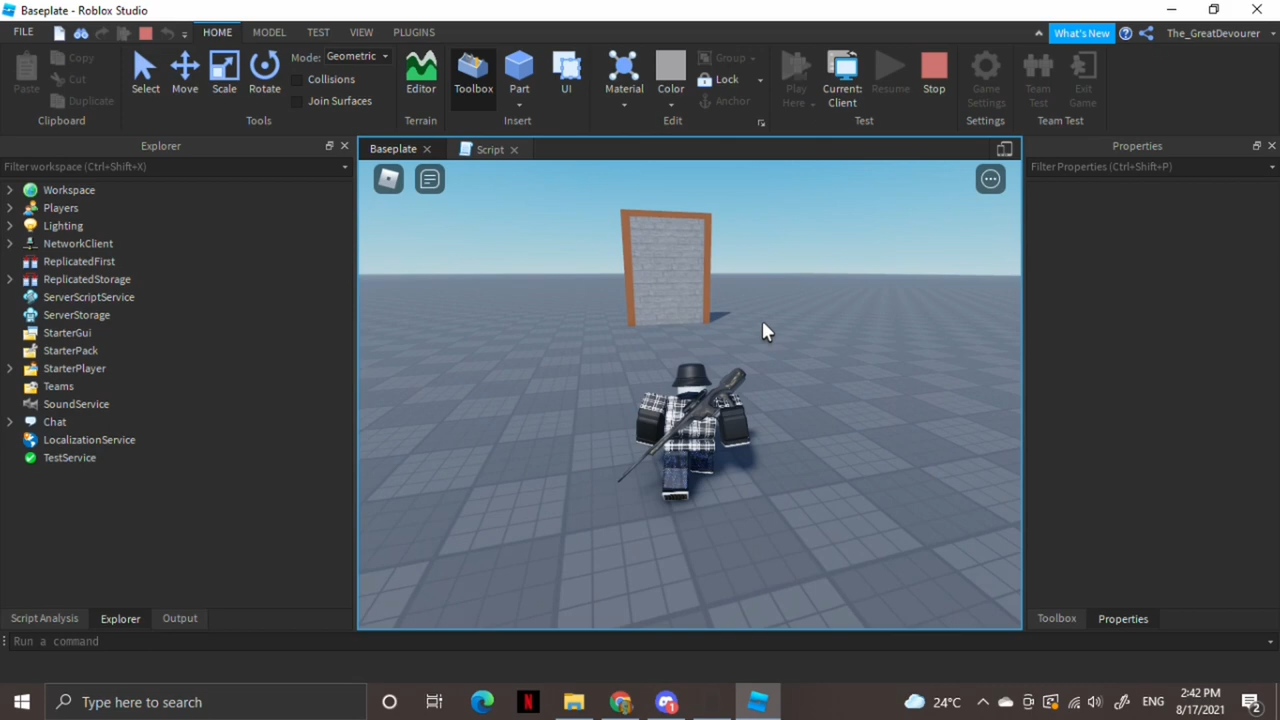 Baseplate - Roblox Studio
FILE HOME MODEL TEST VIEW PLUGINS What's New The_GreatDevourer
Paste Copy Cut Duplicate Clipboard
Select Move Scale Rotate Mode: Geometric Collisions Join Surfaces Tools
Editor Terrain
Toolbox Part UI Insert
Material Color Group Lock Anchor Edit
Play Here Current: Client Resume Stop Test
Game Settings Settings
Team Test Exit Game Team Test
Explorer
Filter workspace (Ctrl+Shift+X)
Workspace
Players
Lighting
NetworkClient
ReplicatedFirst
ReplicatedStorage
ServerScriptService
ServerStorage
StarterGui
StarterPack
StarterPlayer
Teams
SoundService
Chat
LocalizationService
TestService
Baseplate Script
Properties
Filter Properties (Ctrl+Shift+P)
Script Analysis Explorer Output
Toolbox Properties
Run a command
Type here to search
N
1
24°C
ENG
2:42 PM
8/17/2021
2